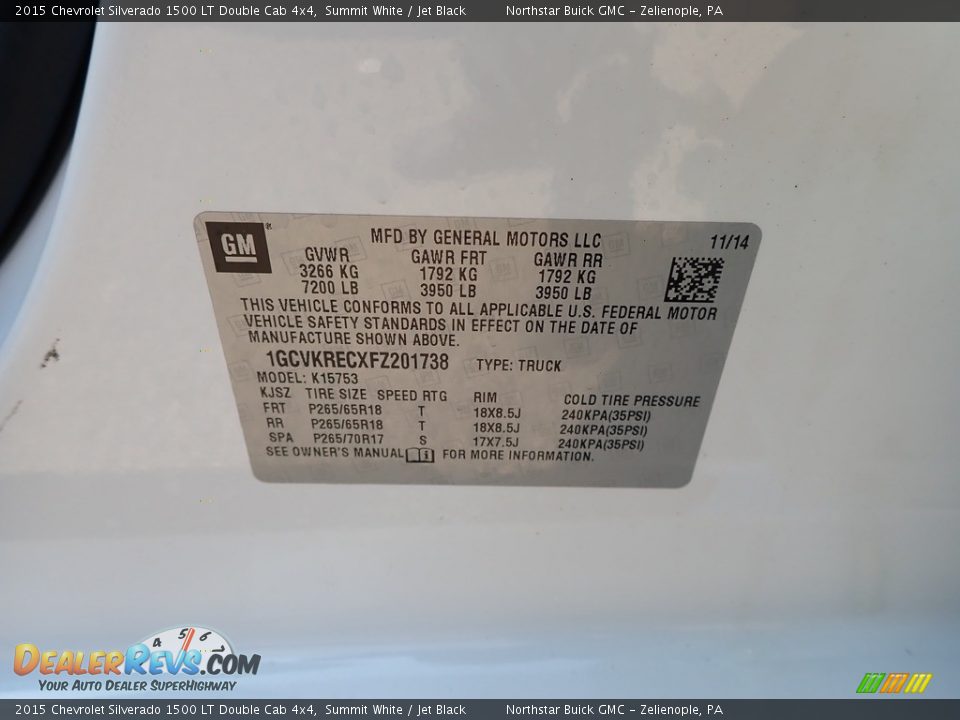 2015 Chevrolet Silverado 1500 LT Double Cab 4x4, Summit White / Jet Black Northstar Buick GMC – Zelienople, PA
GM
MFD BY GENERAL MOTORS LLC 11/14
GVWR GAWR FRT GAWR RR
3266 KG 1792 KG 1792 KG
7200 LB 3950 LB 3950 LB
THIS VEHICLE CONFORMS TO ALL APPLICABLE U.S. FEDERAL MOTOR
VEHICLE SAFETY STANDARDS IN EFFECT ON THE DATE OF
MANUFACTURE SHOWN ABOVE.
1GCVKRECXFZ201738 TYPE: TRUCK
MODEL: K15753
KJSZ TIRE SIZE SPEED RTG RIM COLD TIRE PRESSURE
FRT P265/65R18 T 18X8.5J 240KPA(35PSI)
RR P265/65R18 T 18X8.5J 240KPA(35PSI)
SPA P265/70R17 S 17X7.5J 240KPA(35PSI)
SEE OWNER'S MANUAL i FOR MORE INFORMATION.
4 5 6 7
DEALERREVS.COM
YOUR AUTO DEALER SUPERHIGHWAY
2015 Chevrolet Silverado 1500 LT Double Cab 4x4, Summit White / Jet Black Northstar Buick GMC – Zelienople, PA